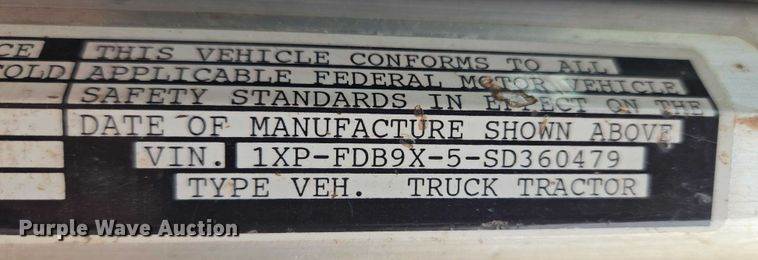 CE THIS VEHICLE CONFORMS TO ALL
TOLD APPLICABLE FEDERAL MOTOR VEHICLE
SAFETY STANDARDS IN EFFECT ON THE
DATE OF MANUFACTURE SHOWN ABOVE
VIN. 1XP-FDB9X-5-SD360479
TYPE VEH. TRUCK TRACTOR
Purple Wave Auction